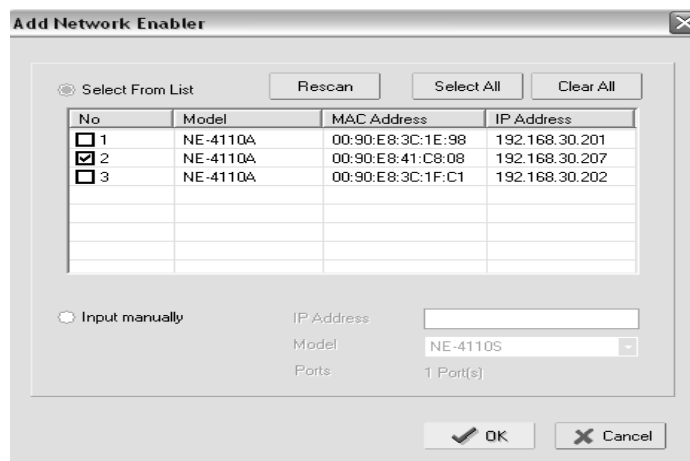 Add Network Enabler
Select From List Rescan Select All Clear All
No Model MAC Address IP Address
1 NE-4110A 00:90:E8:3C:1E:98 192.168.30.201
2 NE-4110A 00:90:E8:41:C8:08 192.168.30.207
3 NE-4110A 00:90:E8:3C:1F:C1 192.168.30.202
Input manually IP Address
Model NE-4110S
Ports 1 Port(s)
OK Cancel